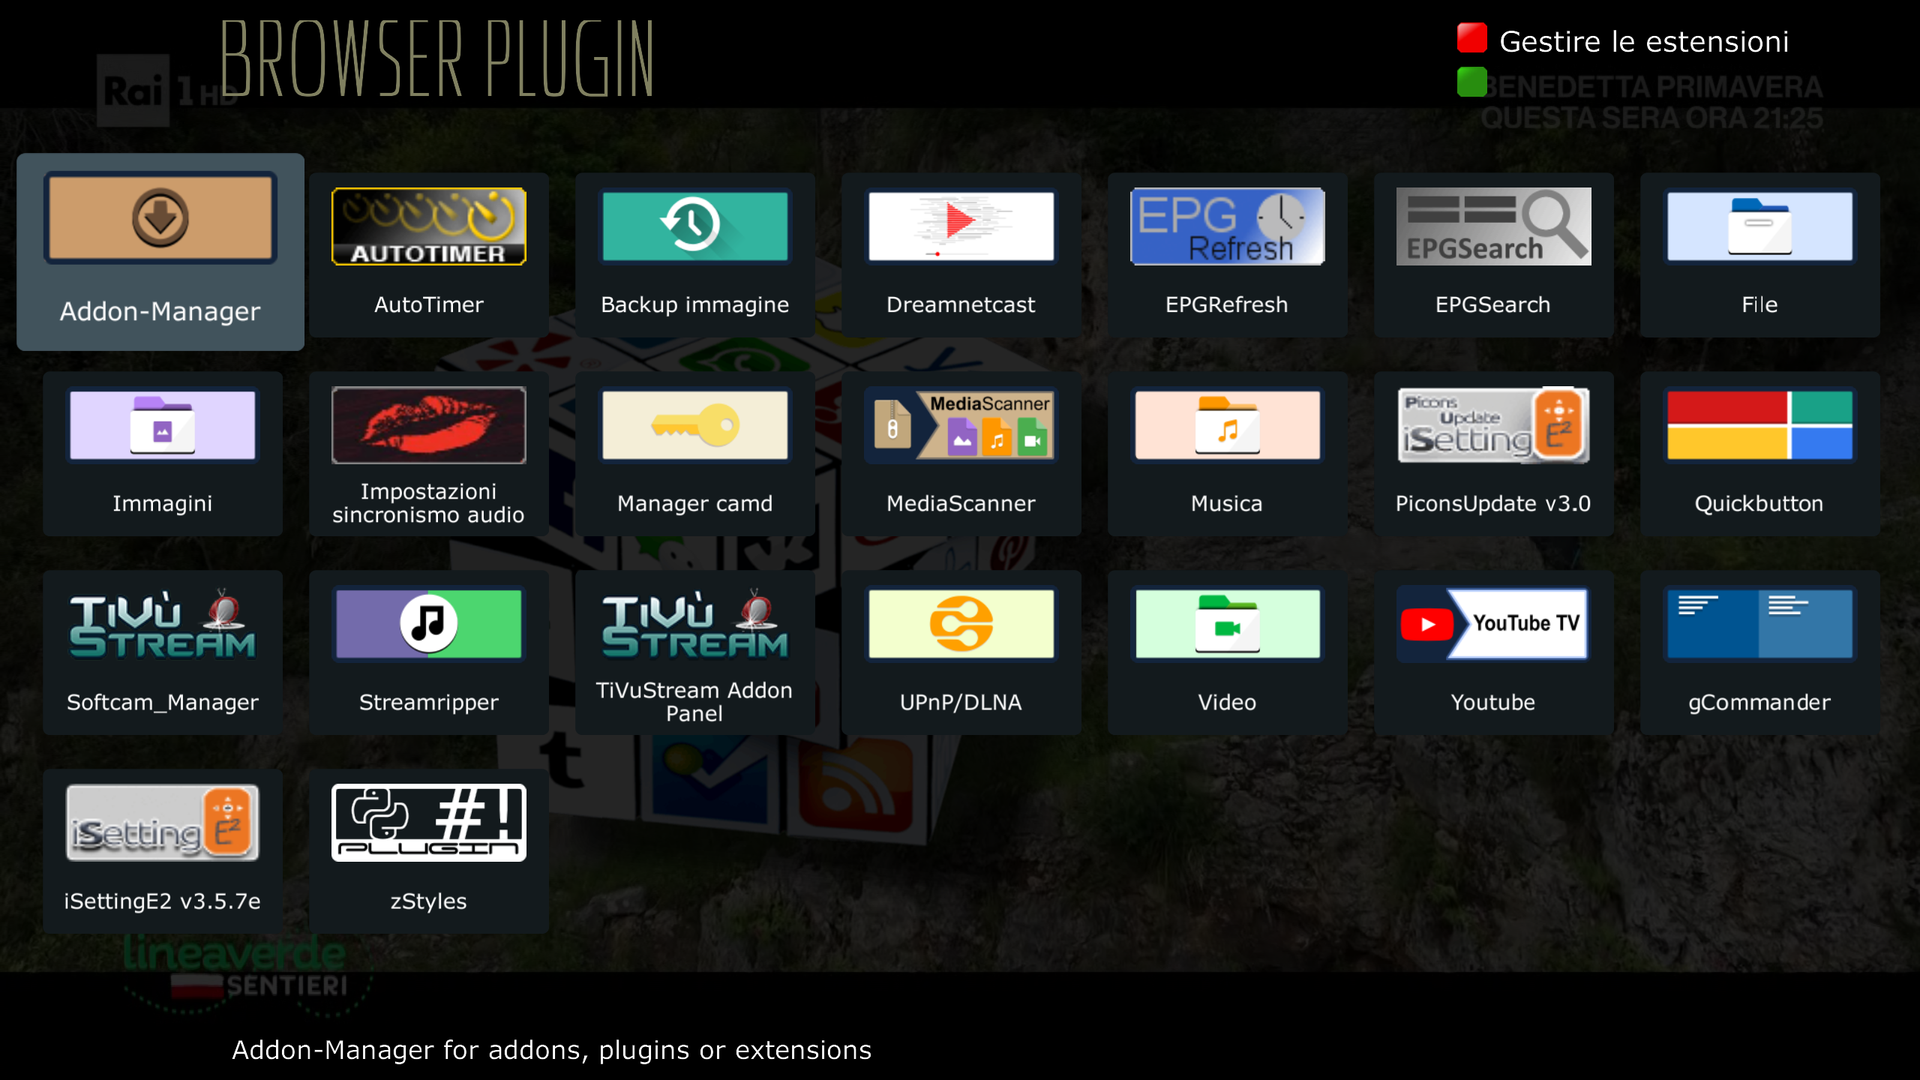 BROWSER PLUGIN
Gestire le estensioni
Rai 1 HD
BENEDETTA PRIMAVERA
QUESTA SERA ORA 21:25
AUTOTIMER
EPG
Refresh
EPGSearch
Addon-Manager
AutoTimer
Backup immagine
Dreamnetcast
EPGRefresh
EPGSearch
File
MediaScanner
Picons
Update
iSetting E2
Immagini
Impostazioni
sincronismo audio
Manager camd
MediaScanner
Musica
PiconsUpdate v3.0
Quickbutton
TiVù
STREAM
TiVù
STREAM
YouTube TV
Softcam_Manager
Streamripper
TiVuStream Addon
Panel
UPnP/DLNA
Video
Youtube
gCommander
t
iSetting E2
#!
PLUGIN
iSettingE2 v3.5.7e
zStyles
lineaverde
SENTIERI
Addon-Manager for addons, plugins or extensions